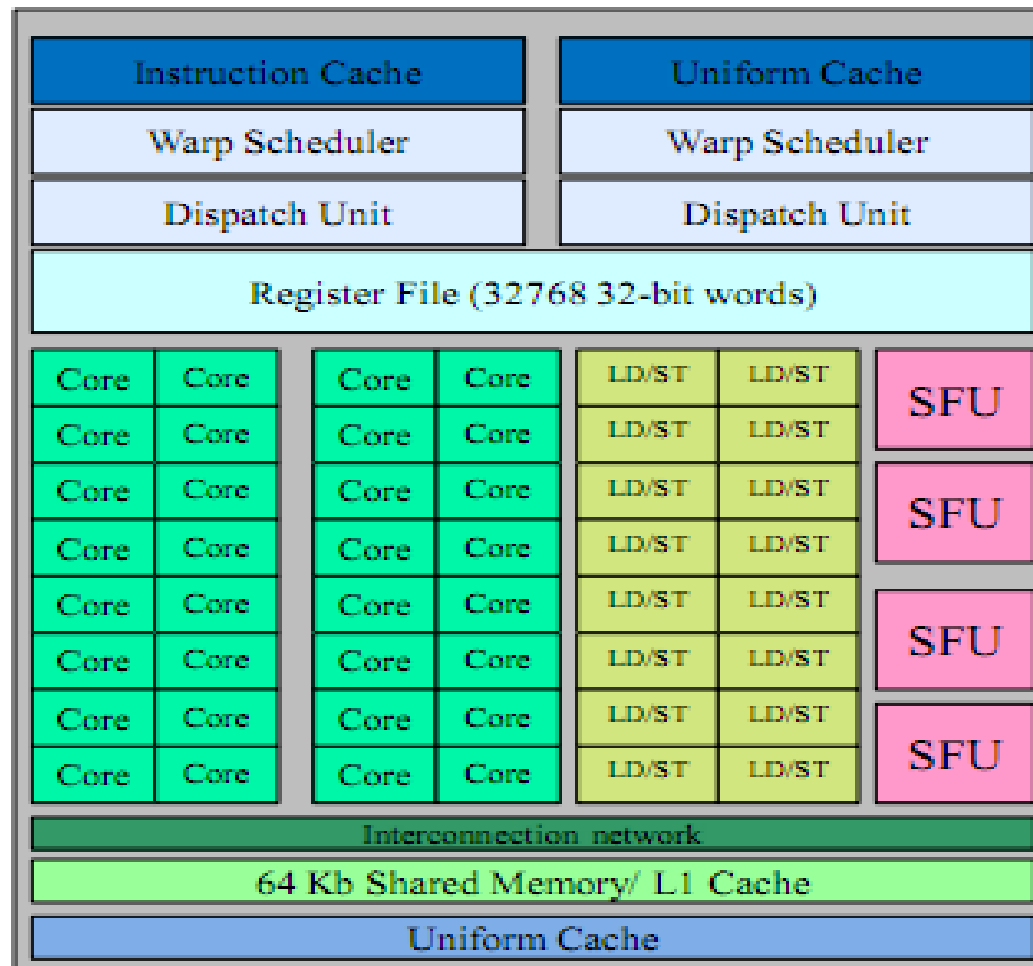 Instruction Cache Uniform Cache
Warp Scheduler Warp Scheduler
Dispatch Unit Dispatch Unit
Register File (32768 32-bit words)
Core Core Core Core LD/ST LD/ST SFU
Core Core Core Core LD/ST LD/ST
Core Core Core Core LD/ST LD/ST SFU
Core Core Core Core LD/ST LD/ST
Core Core Core Core LD/ST LD/ST SFU
Core Core Core Core LD/ST LD/ST
Core Core Core Core LD/ST LD/ST SFU
Core Core Core Core LD/ST LD/ST
Interconnection network
64 Kb Shared Memory/ L1 Cache
Uniform Cache